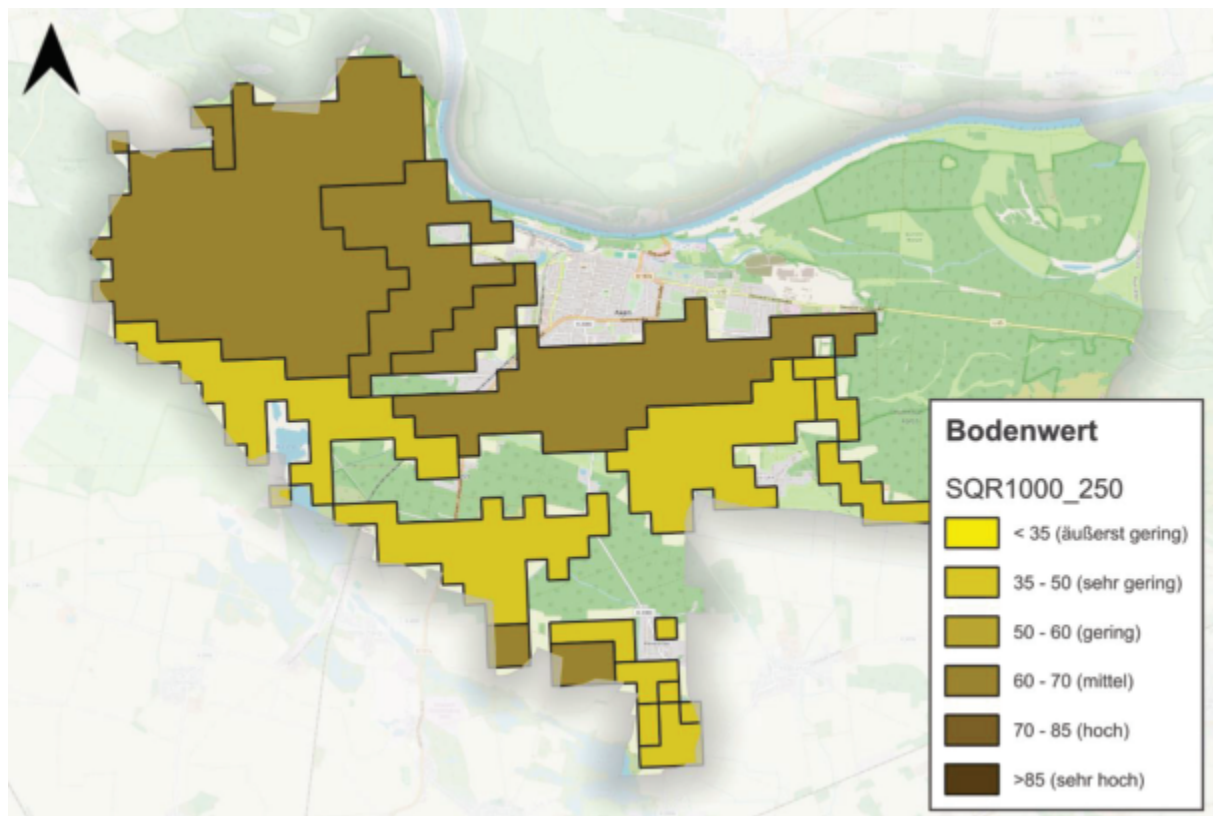 Bodenwert
SQR1000_250
< 35 (äußerst gering)
35 - 50 (sehr gering)
50 - 60 (gering)
60 - 70 (mittel)
70 - 85 (hoch)
>85 (sehr hoch)